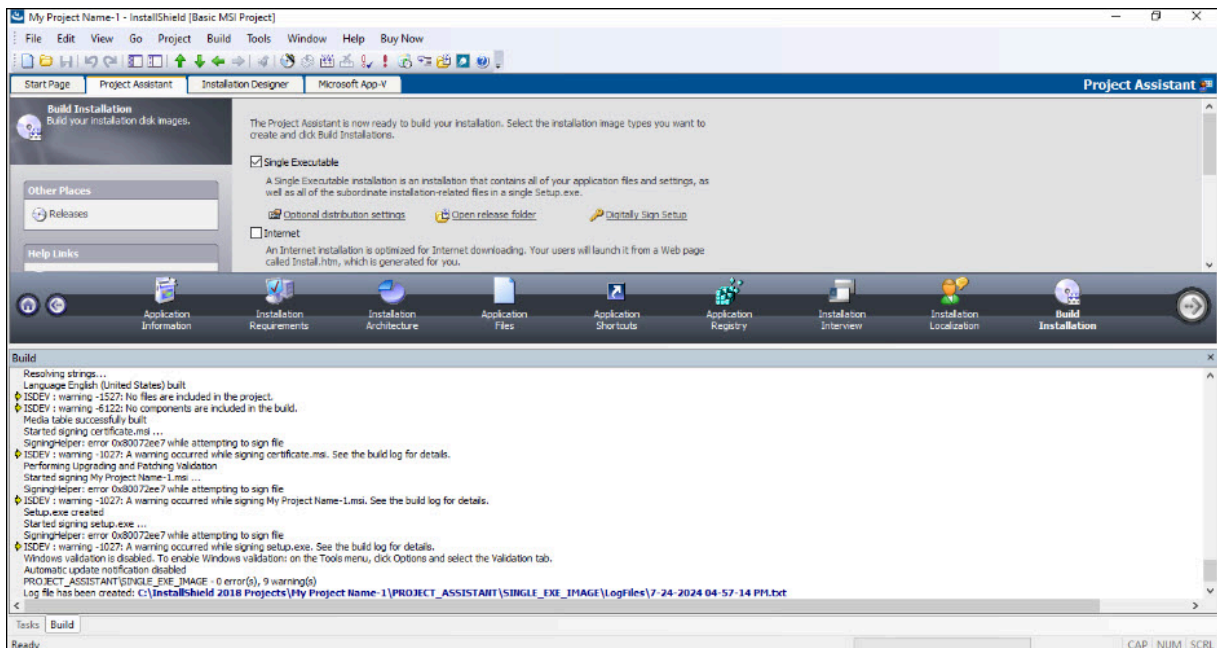 My Project Name-1 - InstallShield [Basic MSI Project]
File Edit View Go Project Build Tools Window Help Buy Now
Start Page Project Assistant Installation Designer Microsoft App-V Project Assistant
Build Installation
Build your installation disk images.
The Project Assistant is now ready to build your installation. Select the installation image types you want to
create and click Build Installations.
Single Executable
A Single Executable installation is an installation that contains all of your application files and settings, as
well as all of the subordinate installation-related files in a single Setup.exe.
Other Places
Releases
Optional distribution settings Open release folder Digitally Sign Setup
Internet
An Internet installation is optimized for Internet downloading. Your users will launch it from a Web page
called Install.htm, which is generated for you.
Help Links
Application Information
Installation Requirements
Installation Architecture
Application Files
Application Shortcuts
Application Registry
Installation Interview
Installation Localization
Build Installation
Build
Resolving strings...
Language English (United States) built
ISDEV : warning -1527: No files are included in the project.
ISDEV : warning -6122: No components are included in the build.
Media table successfully built
Started signing certificate.msi ...
SigningHelper: error 0x80072ee7 while attempting to sign file
ISDEV : warning -1027: A warning occurred while signing certificate.msi. See the build log for details.
Performing Upgrading and Patching Validation
Started signing My Project Name-1.msi ...
SigningHelper: error 0x80072ee7 while attempting to sign file
ISDEV : warning -1027: A warning occurred while signing My Project Name-1.msi. See the build log for details.
Setup.exe created
Started signing setup.exe ...
SigningHelper: error 0x80072ee7 while attempting to sign file
ISDEV : warning -1027: A warning occurred while signing setup.exe. See the build log for details.
Windows validation is disabled. To enable Windows validation: on the Tools menu, click Options and select the Validation tab.
Automatic update notification disabled
PROJECT_ASSISTANT\SINGLE_EXE_IMAGE - 0 error(s), 9 warning(s)
Log file has been created: C:\InstallShield 2018 Projects\My Project Name-1\PROJECT_ASSISTANT\SINGLE_EXE_IMAGE\LogFiles\7-24-2024 04-57-14 PM.txt
Tasks Build
Ready CAP NUM SCRL